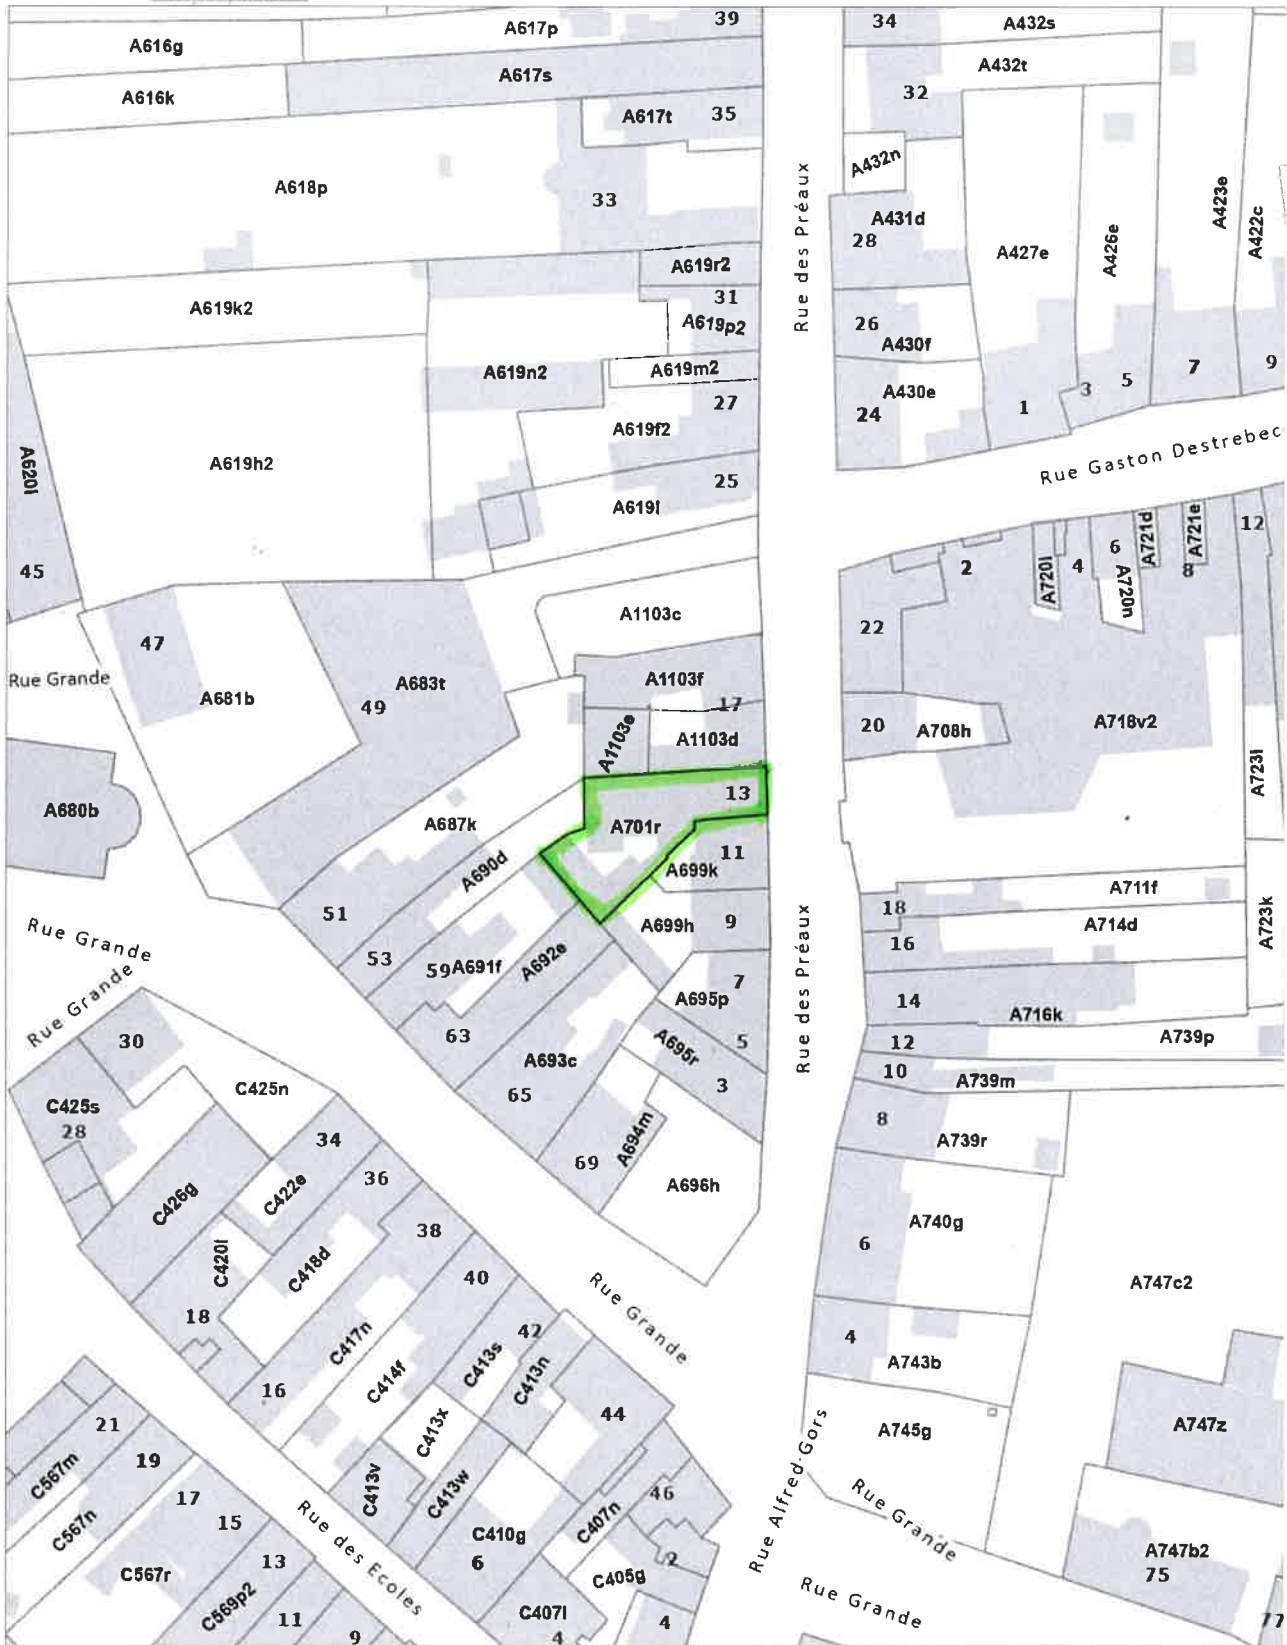 39
34
A432s
A617p
A616g
A432t
A617s
A616k
32
A617t
35
A432n
A618p
33
A431d
28
A423e
A422c
Rue des Préaux
A427e
A426e
A619r2
31
A619k2
A619p2
26
A430f
A619n2
A619m2
7
9
3
5
A430e
24
1
27
A619f2
Rue Gaston Destrebec
A619h2
A620l
25
A619l
45
12
6
A721d
A721e
2
A720l
4
A720n
8
A1103c
22
47
Rue Grande
A681b
A683t
49
A1103f
17
A1103e
A1103d
20
A708h
A718v2
A723l
A680b
13
A701r
A687k
11
A699k
A690d
A711f
18
A714d
A723k
51
A699h
9
16
Rue Grande
53
59
A691f
A692e
7
A695p
14
A716k
Rue des Préaux
Rue Grande
30
63
A693c
A695r
5
12
A739p
10
A739m
C425n
65
3
C425s
28
34
A694m
8
A739r
69
36
C422e
C426g
A696h
38
A740g
6
C420l
C418d
40
A747c2
18
42
Rue Grande
C417n
C413s
C413n
4
A743b
16
C414f
44
A745g
A747z
21
C413x
19
C567m
C413v
C413w
46
Rue Alfred-Gors
Rue Grande
17
15
C567n
Rue des Ecoles
C410g
6
C407n
2
13
C567r
C405g
A747b2
75
C569p2
11
C407l
4
4
Rue Grande
9
77